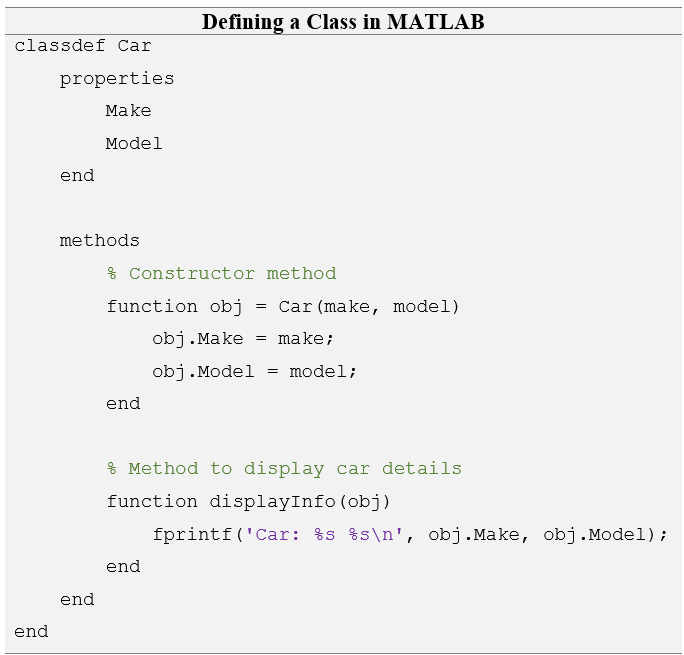 Defining a Class in MATLAB
classdef Car
    properties
        Make
        Model
    end

    methods
        % Constructor method
        function obj = Car(make, model)
            obj.Make = make;
            obj.Model = model;
        end

        % Method to display car details
        function displayInfo(obj)
            fprintf('Car: %s %s\n', obj.Make, obj.Model);
        end
    end
end